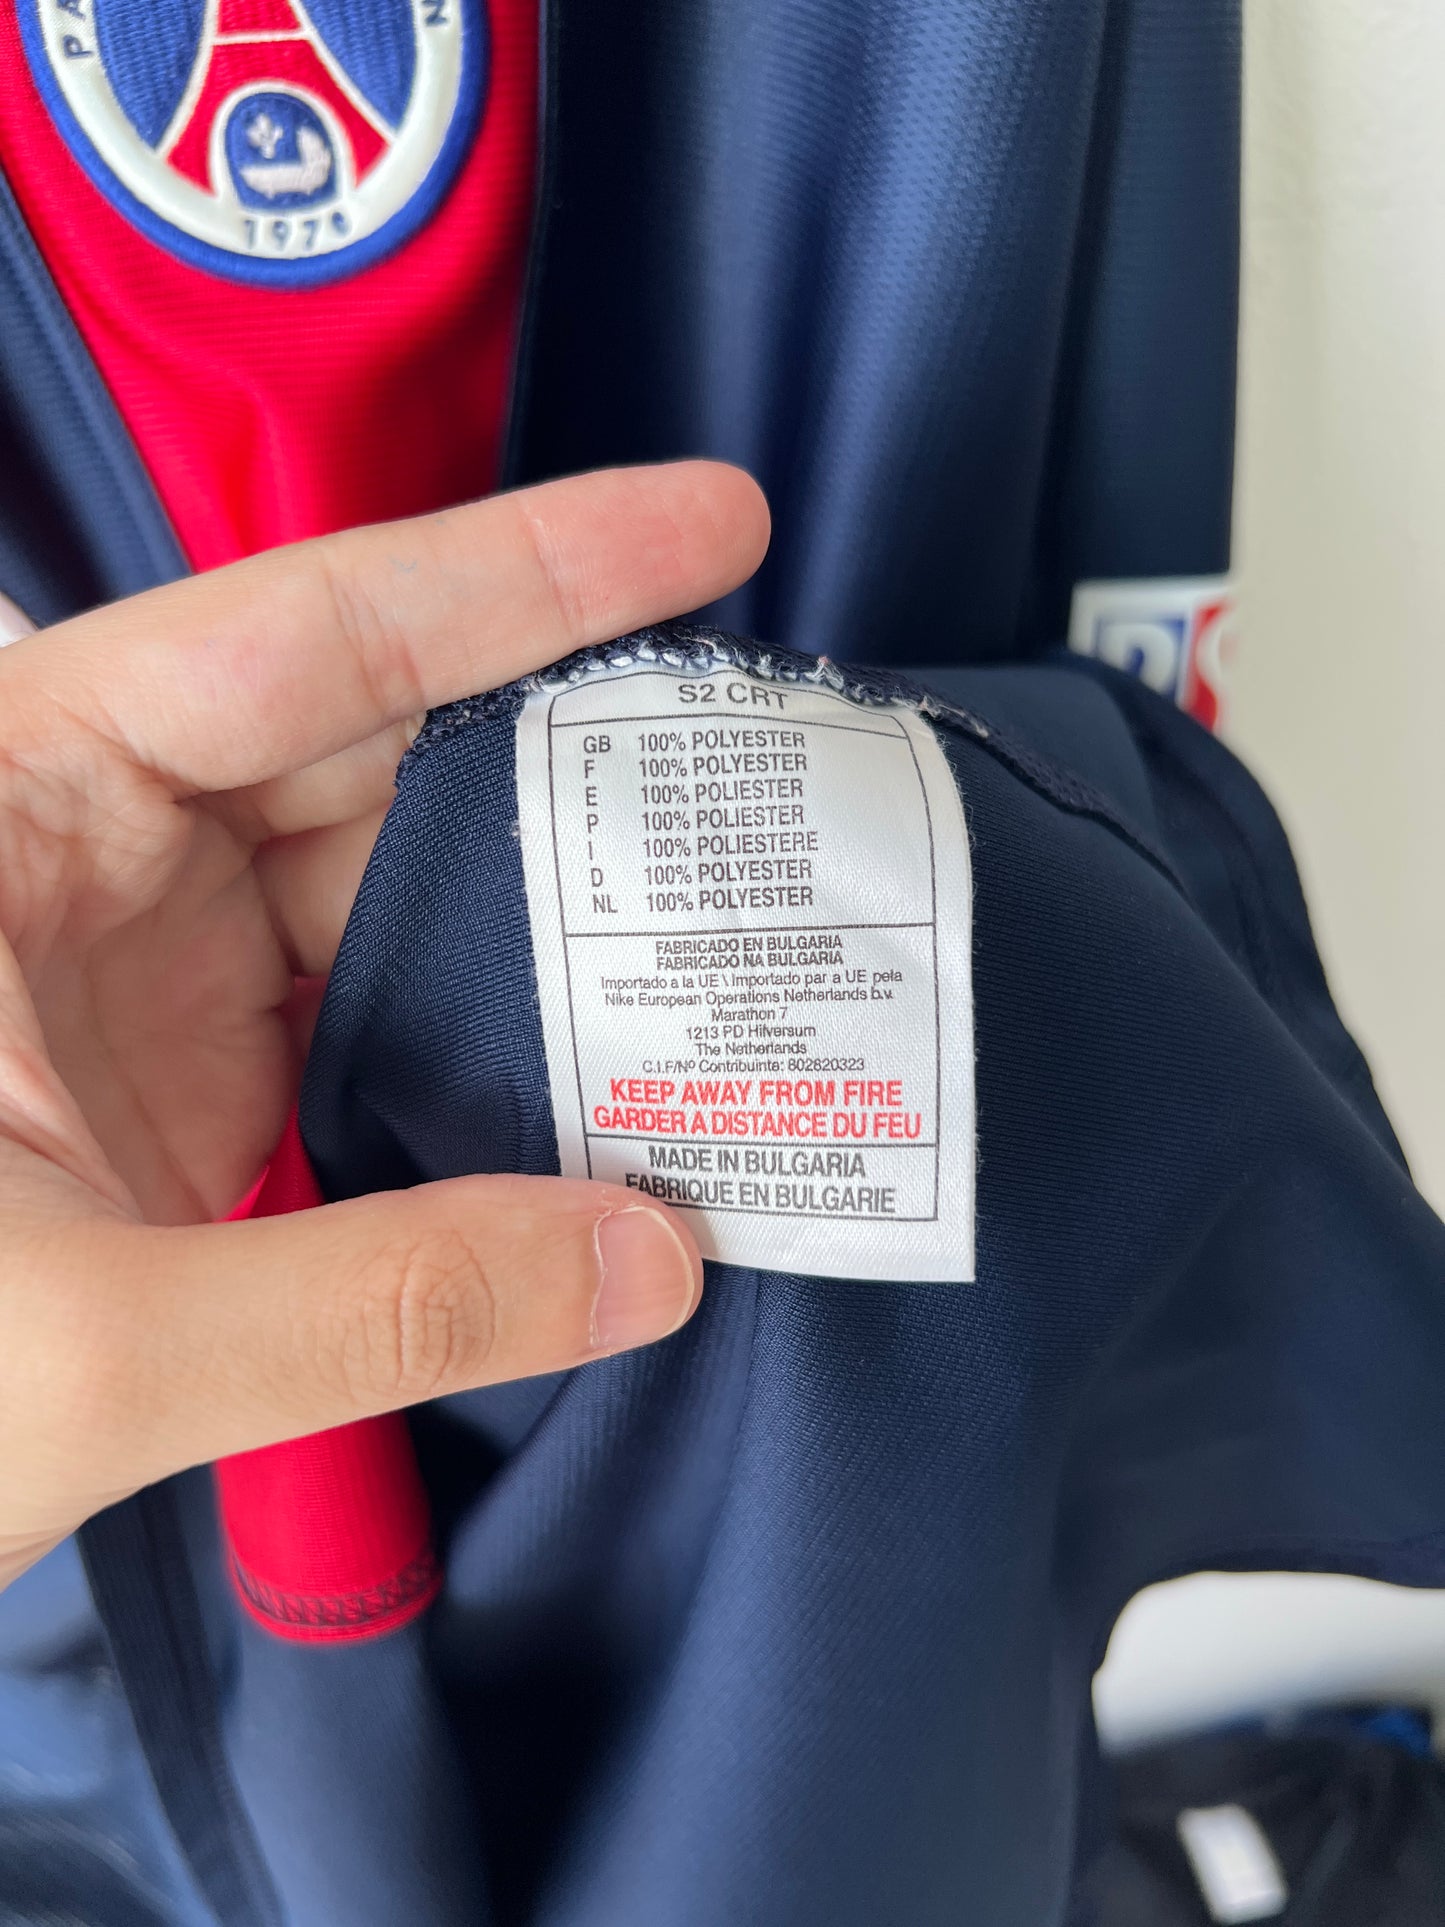 PA
N
1970
S2 CRT
GB 100% POLYESTER
F 100% POLYESTER
E 100% POLIESTER
P 100% POLIESTER
I 100% POLIESTERE
D 100% POLYESTER
NL 100% POLYESTER
FABRICADO EN BULGARIA
FABRICADO NA BULGARIA
Importado a la UE \ Importado par a UE pela
Nike European Operations Netherlands b.v.
Marathon 7
1213 PD Hilversum
The Netherlands
C.I.F/Nº Contribuinte: 802620323
KEEP AWAY FROM FIRE
GARDER A DISTANCE DU FEU
MADE IN BULGARIA
FABRIQUE EN BULGARIE